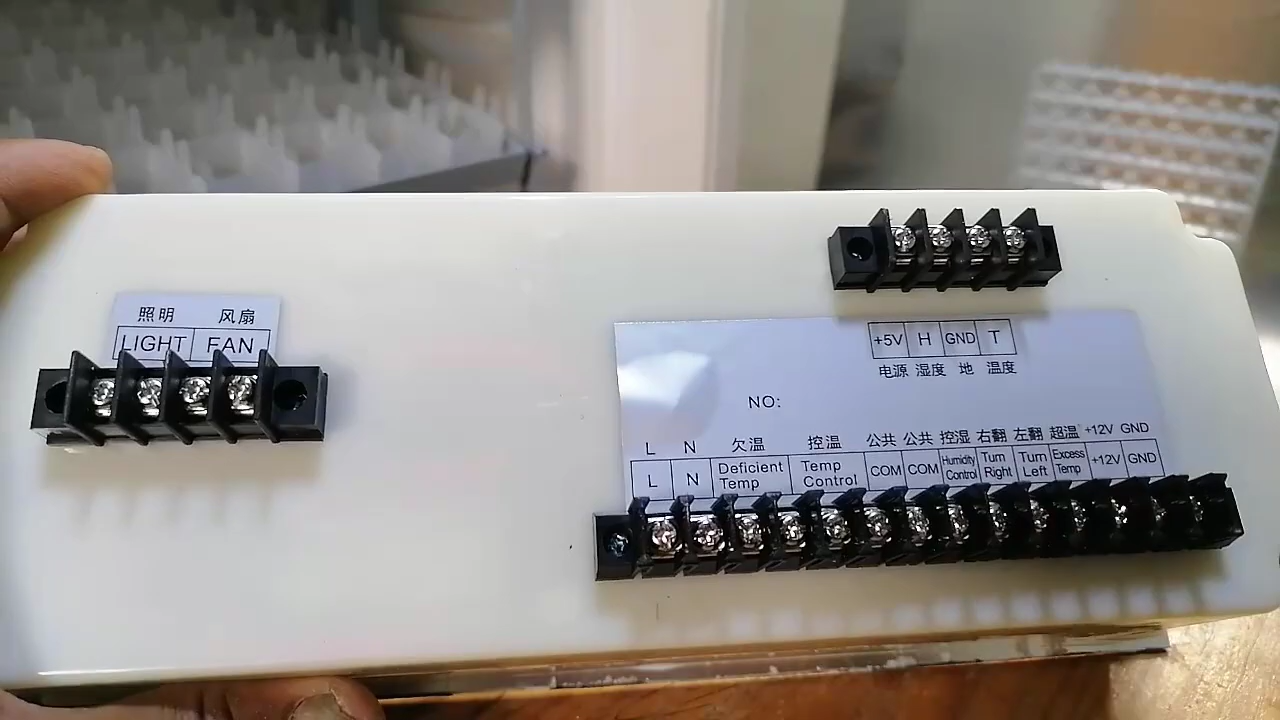 照明 风扇
LIGHT FAN
+5V H GND T
电源 湿度 地 温度
NO:
L N 欠温 控温 公共 公共 控湿 右翻 左翻 超温 +12V GND
L N Deficient Temp Temp Control COM COM Humidity Control Turn Right Turn Left Excess Temp +12V GND